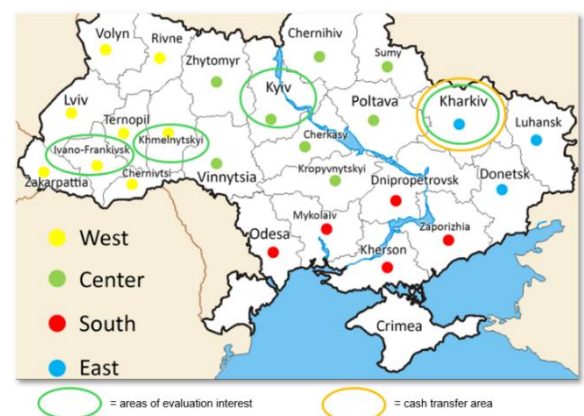 Volyn
Rivne
Chernihiv
Sumy
Zhytomyr
Kyiv
Lviv
Ternopil
Khmelnytskyi
Poltava
Kharkiv
Luhansk
Ivano-Frankivsk
Cherkasy
Zakarpattia
Chernivtsi
Vinnytsia
Kropyvnytskyi
Dnipropetrovsk
Donetsk
Mykolaiv
Odesa
Kherson
Zaporizhia
Crimea
West
Center
South
East
= areas of evaluation interest
= cash transfer area